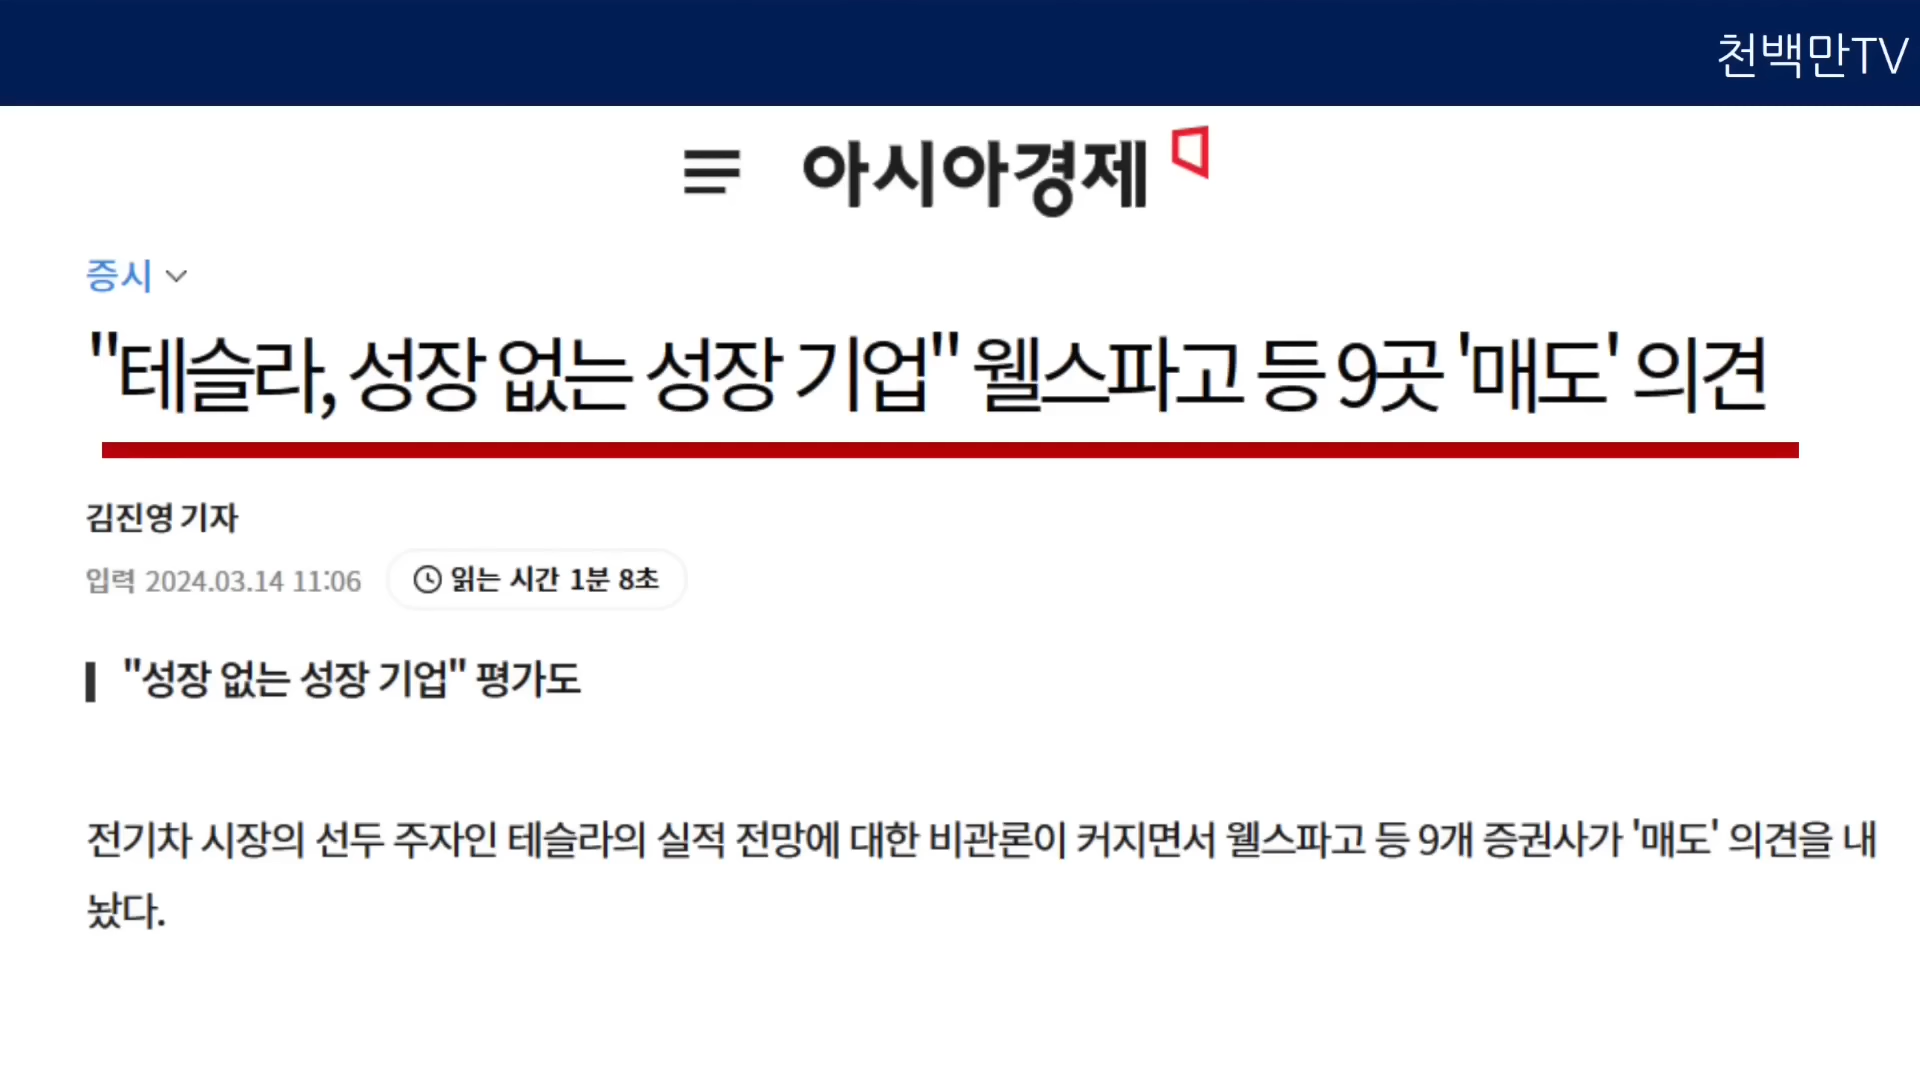 천백만TV
아시아경제
증시
"테슬라, 성장 없는 성장 기업" 웰스파고 등 9곳 '매도' 의견
김진영 기자
입력 2024.03.14 11:06 읽는 시간 1분 8초
"성장 없는 성장 기업" 평가도
전기차 시장의 선두 주자인 테슬라의 실적 전망에 대한 비관론이 커지면서 웰스파고 등 9개 증권사가 '매도' 의견을 내
놨다.